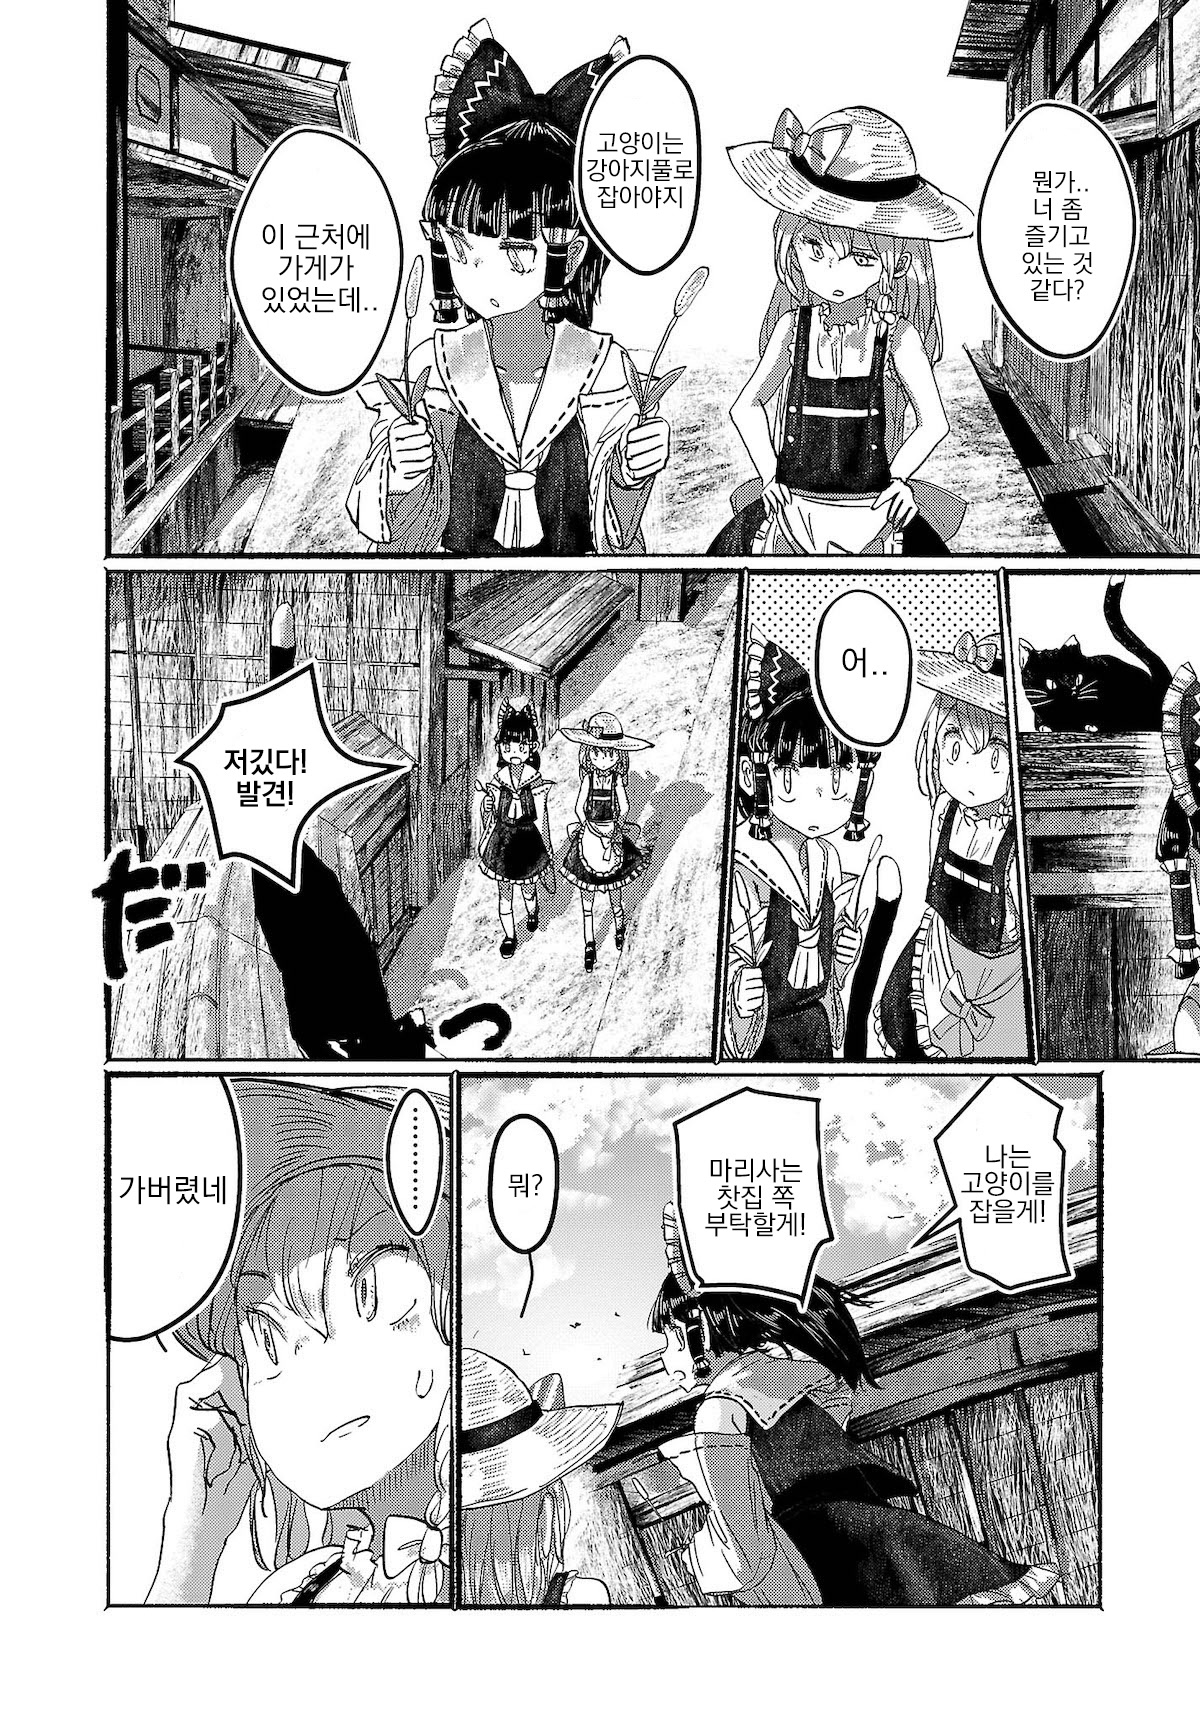 뭔가..
너 좀
즐기고
있는 것
같다?
고양이는
강아지풀로
잡아야지
이 근처에
가게가
있었는데..
어..
저깄다!
발견!
だ
っ
나는
고양이를
잡을게!
마리사는
찻집 쪽
부탁할게!
뭐?
………
가버렸네